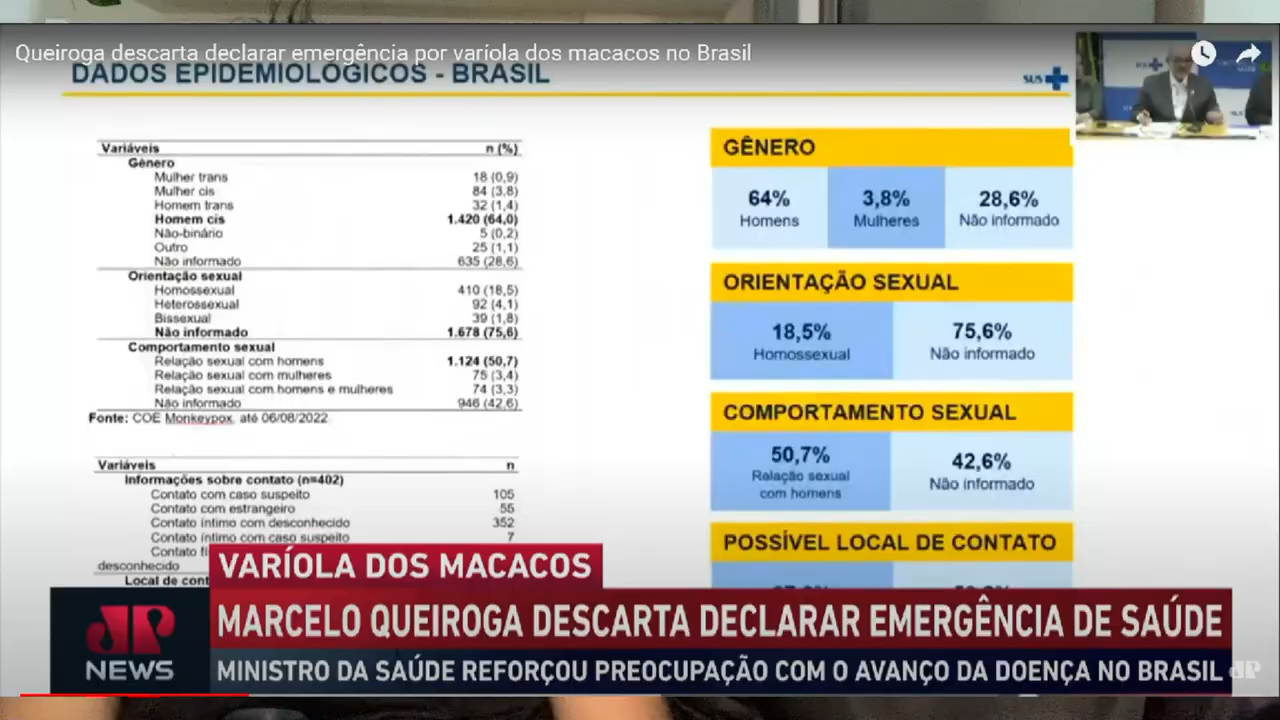 Queiroga descarta declarar emergência por varíola dos macacos no Brasil
DADOS EPIDEMIOLÓGICOS - BRASIL
SUS
Variáveis n (%)
Gênero
Mulher trans 18 (0,9)
Mulher cis 84 (3,8)
Homem trans 32 (1,4)
Homem cis 1.420 (64,0)
Não-binário 5 (0,2)
Outro 25 (1,1)
Não informado 635 (28,6)
Orientação sexual
Homossexual 410 (18,5)
Heterossexual 92 (4,1)
Bissexual 39 (1,8)
Não informado 1.678 (75,6)
Comportamento sexual
Relação sexual com homens 1.124 (50,7)
Relação sexual com mulheres 75 (3,4)
Relação sexual com homens e mulheres 74 (3,3)
Não informado 946 (42,6)
Fonte: COE Monkeypox, até 06/08/2022
Variáveis n
Informações sobre contato (n=402)
Contato com caso suspeito 105
Contato com estrangeiro 55
Contato íntimo com desconhecido 352
Contato íntimo com caso suspeito 7
Contato
desconhecido
Local de
GÊNERO
64% 3,8% 28,6%
Homens Mulheres Não informado
ORIENTAÇÃO SEXUAL
18,5% 75,6%
Homossexual Não informado
COMPORTAMENTO SEXUAL
50,7% 42,6%
Relação sexual com homens Não informado
POSSÍVEL LOCAL DE CONTATO
VARÍOLA DOS MACACOS
JP NEWS
MARCELO QUEIROGA DESCARTA DECLARAR EMERGÊNCIA DE SAÚDE
MINISTRO DA SAÚDE REFORÇOU PREOCUPAÇÃO COM O AVANÇO DA DOENÇA NO BRASIL
JP